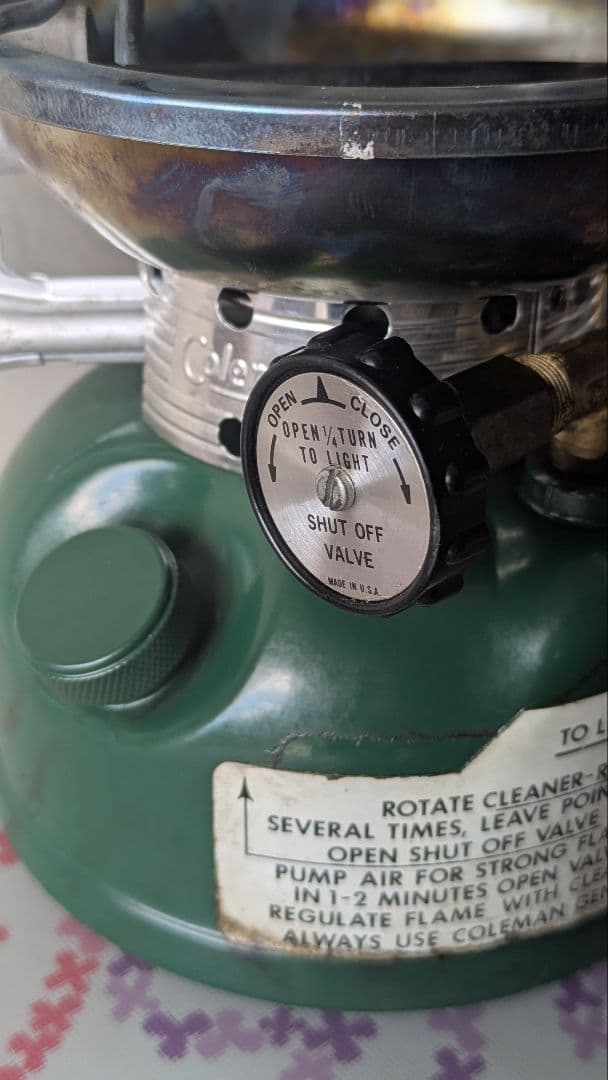 OPEN CLOSE
OPEN 1/4 TURN
TO LIGHT
SHUT OFF
VALVE
MADE IN U.S.A.
TO
ROTATE CLEANER-
SEVERAL TIMES, LEAVE
OPEN SHUT OFF VALVE
PUMP AIR FOR STRONG
IN 1-2 MINUTES OPEN
REGULATE FLAME WITH
ALWAYS USE COLEMAN